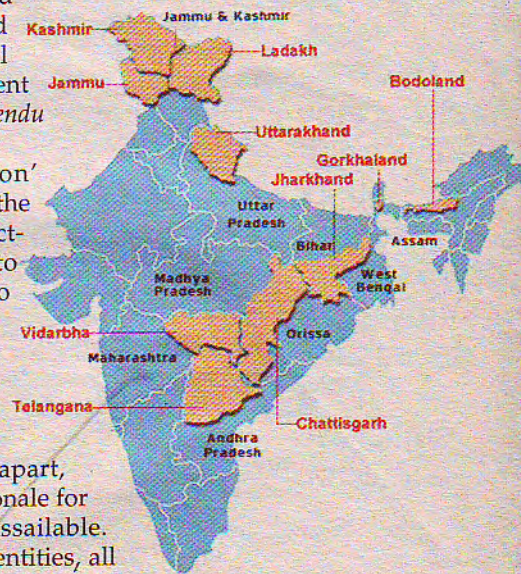 d
l
ent
endu
on'
the
ct-
to
o
apart,
onale for
ssailable.
entities, all
Jammu & Kashmir
Kashmir
Ladakh
Jammu
Bodoland
Uttarakhand
Gorkhaland
Jharkhand
Uttar
Pradesh
Bihar
Assam
Madhya
Pradesh
West
Bengal
Vidarbha
Orissa
Maharashtra
Telangana
Chattisgarh
Andhra
Pradesh